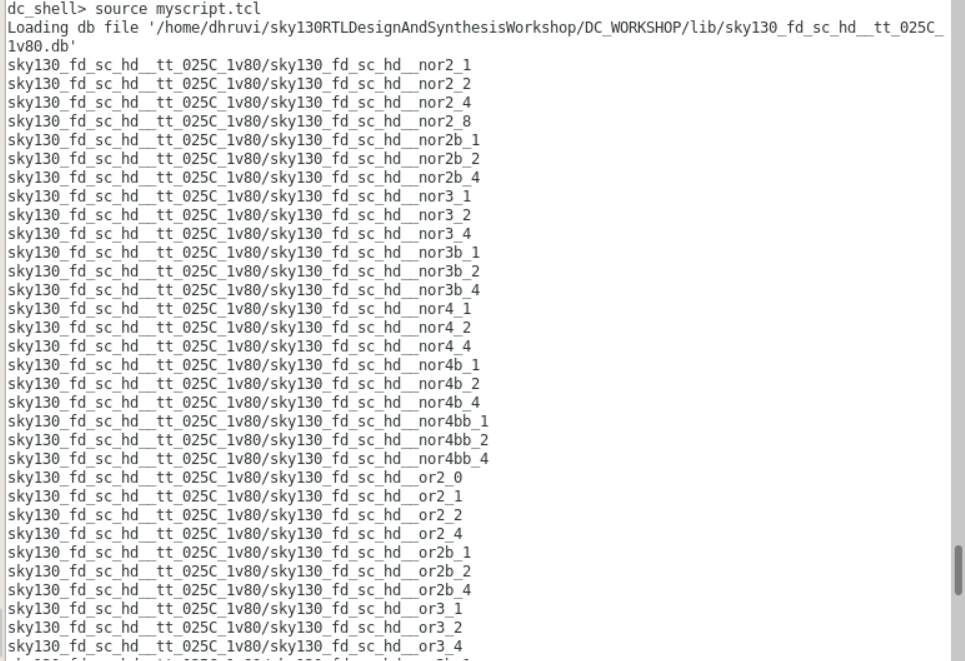 dc_shell> source myscript.tcl
Loading db file '/home/dhruvi/sky130RTLDesignAndSynthesisWorkshop/DC_WORKSHOP/lib/sky130_fd_sc_hd__tt_025C_
1v80.db'
sky130_fd_sc_hd__tt_025C_1v80/sky130_fd_sc_hd__nor2_1
sky130_fd_sc_hd__tt_025C_1v80/sky130_fd_sc_hd__nor2_2
sky130_fd_sc_hd__tt_025C_1v80/sky130_fd_sc_hd__nor2_4
sky130_fd_sc_hd__tt_025C_1v80/sky130_fd_sc_hd__nor2_8
sky130_fd_sc_hd__tt_025C_1v80/sky130_fd_sc_hd__nor2b_1
sky130_fd_sc_hd__tt_025C_1v80/sky130_fd_sc_hd__nor2b_2
sky130_fd_sc_hd__tt_025C_1v80/sky130_fd_sc_hd__nor2b_4
sky130_fd_sc_hd__tt_025C_1v80/sky130_fd_sc_hd__nor3_1
sky130_fd_sc_hd__tt_025C_1v80/sky130_fd_sc_hd__nor3_2
sky130_fd_sc_hd__tt_025C_1v80/sky130_fd_sc_hd__nor3_4
sky130_fd_sc_hd__tt_025C_1v80/sky130_fd_sc_hd__nor3b_1
sky130_fd_sc_hd__tt_025C_1v80/sky130_fd_sc_hd__nor3b_2
sky130_fd_sc_hd__tt_025C_1v80/sky130_fd_sc_hd__nor3b_4
sky130_fd_sc_hd__tt_025C_1v80/sky130_fd_sc_hd__nor4_1
sky130_fd_sc_hd__tt_025C_1v80/sky130_fd_sc_hd__nor4_2
sky130_fd_sc_hd__tt_025C_1v80/sky130_fd_sc_hd__nor4_4
sky130_fd_sc_hd__tt_025C_1v80/sky130_fd_sc_hd__nor4b_1
sky130_fd_sc_hd__tt_025C_1v80/sky130_fd_sc_hd__nor4b_2
sky130_fd_sc_hd__tt_025C_1v80/sky130_fd_sc_hd__nor4b_4
sky130_fd_sc_hd__tt_025C_1v80/sky130_fd_sc_hd__nor4bb_1
sky130_fd_sc_hd__tt_025C_1v80/sky130_fd_sc_hd__nor4bb_2
sky130_fd_sc_hd__tt_025C_1v80/sky130_fd_sc_hd__nor4bb_4
sky130_fd_sc_hd__tt_025C_1v80/sky130_fd_sc_hd__or2_0
sky130_fd_sc_hd__tt_025C_1v80/sky130_fd_sc_hd__or2_1
sky130_fd_sc_hd__tt_025C_1v80/sky130_fd_sc_hd__or2_2
sky130_fd_sc_hd__tt_025C_1v80/sky130_fd_sc_hd__or2_4
sky130_fd_sc_hd__tt_025C_1v80/sky130_fd_sc_hd__or2b_1
sky130_fd_sc_hd__tt_025C_1v80/sky130_fd_sc_hd__or2b_2
sky130_fd_sc_hd__tt_025C_1v80/sky130_fd_sc_hd__or2b_4
sky130_fd_sc_hd__tt_025C_1v80/sky130_fd_sc_hd__or3_1
sky130_fd_sc_hd__tt_025C_1v80/sky130_fd_sc_hd__or3_2
sky130_fd_sc_hd__tt_025C_1v80/sky130_fd_sc_hd__or3_4